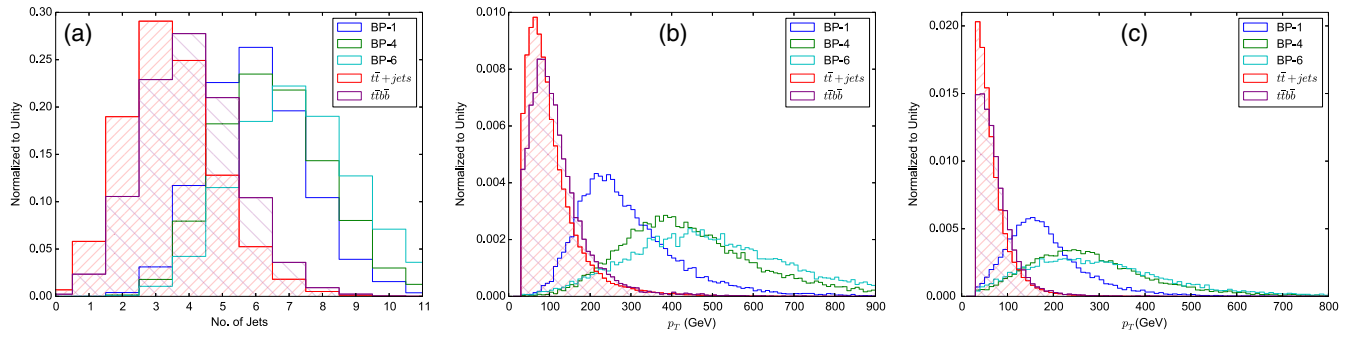 (a)
BP-1
BP-4
BP-6
tt̄ + jets
tt̄bb̄
Normalized to Unity
0.30
0.25
0.20
0.15
0.10
0.05
0.00
0 1 2 3 4 5 6 7 8 9 10 11
No. of Jets
(b)
BP-1
BP-4
BP-6
tt̄ + jets
tt̄bb̄
Normalized to Unity
0.010
0.008
0.006
0.004
0.002
0.000
0 100 200 300 400 500 600 700 800 900
p_T (GeV)
(c)
BP-1
BP-4
BP-6
tt̄ + jets
tt̄bb̄
Normalized to Unity
0.020
0.015
0.010
0.005
0.000
0 100 200 300 400 500 600 700 800
p_T(GeV)